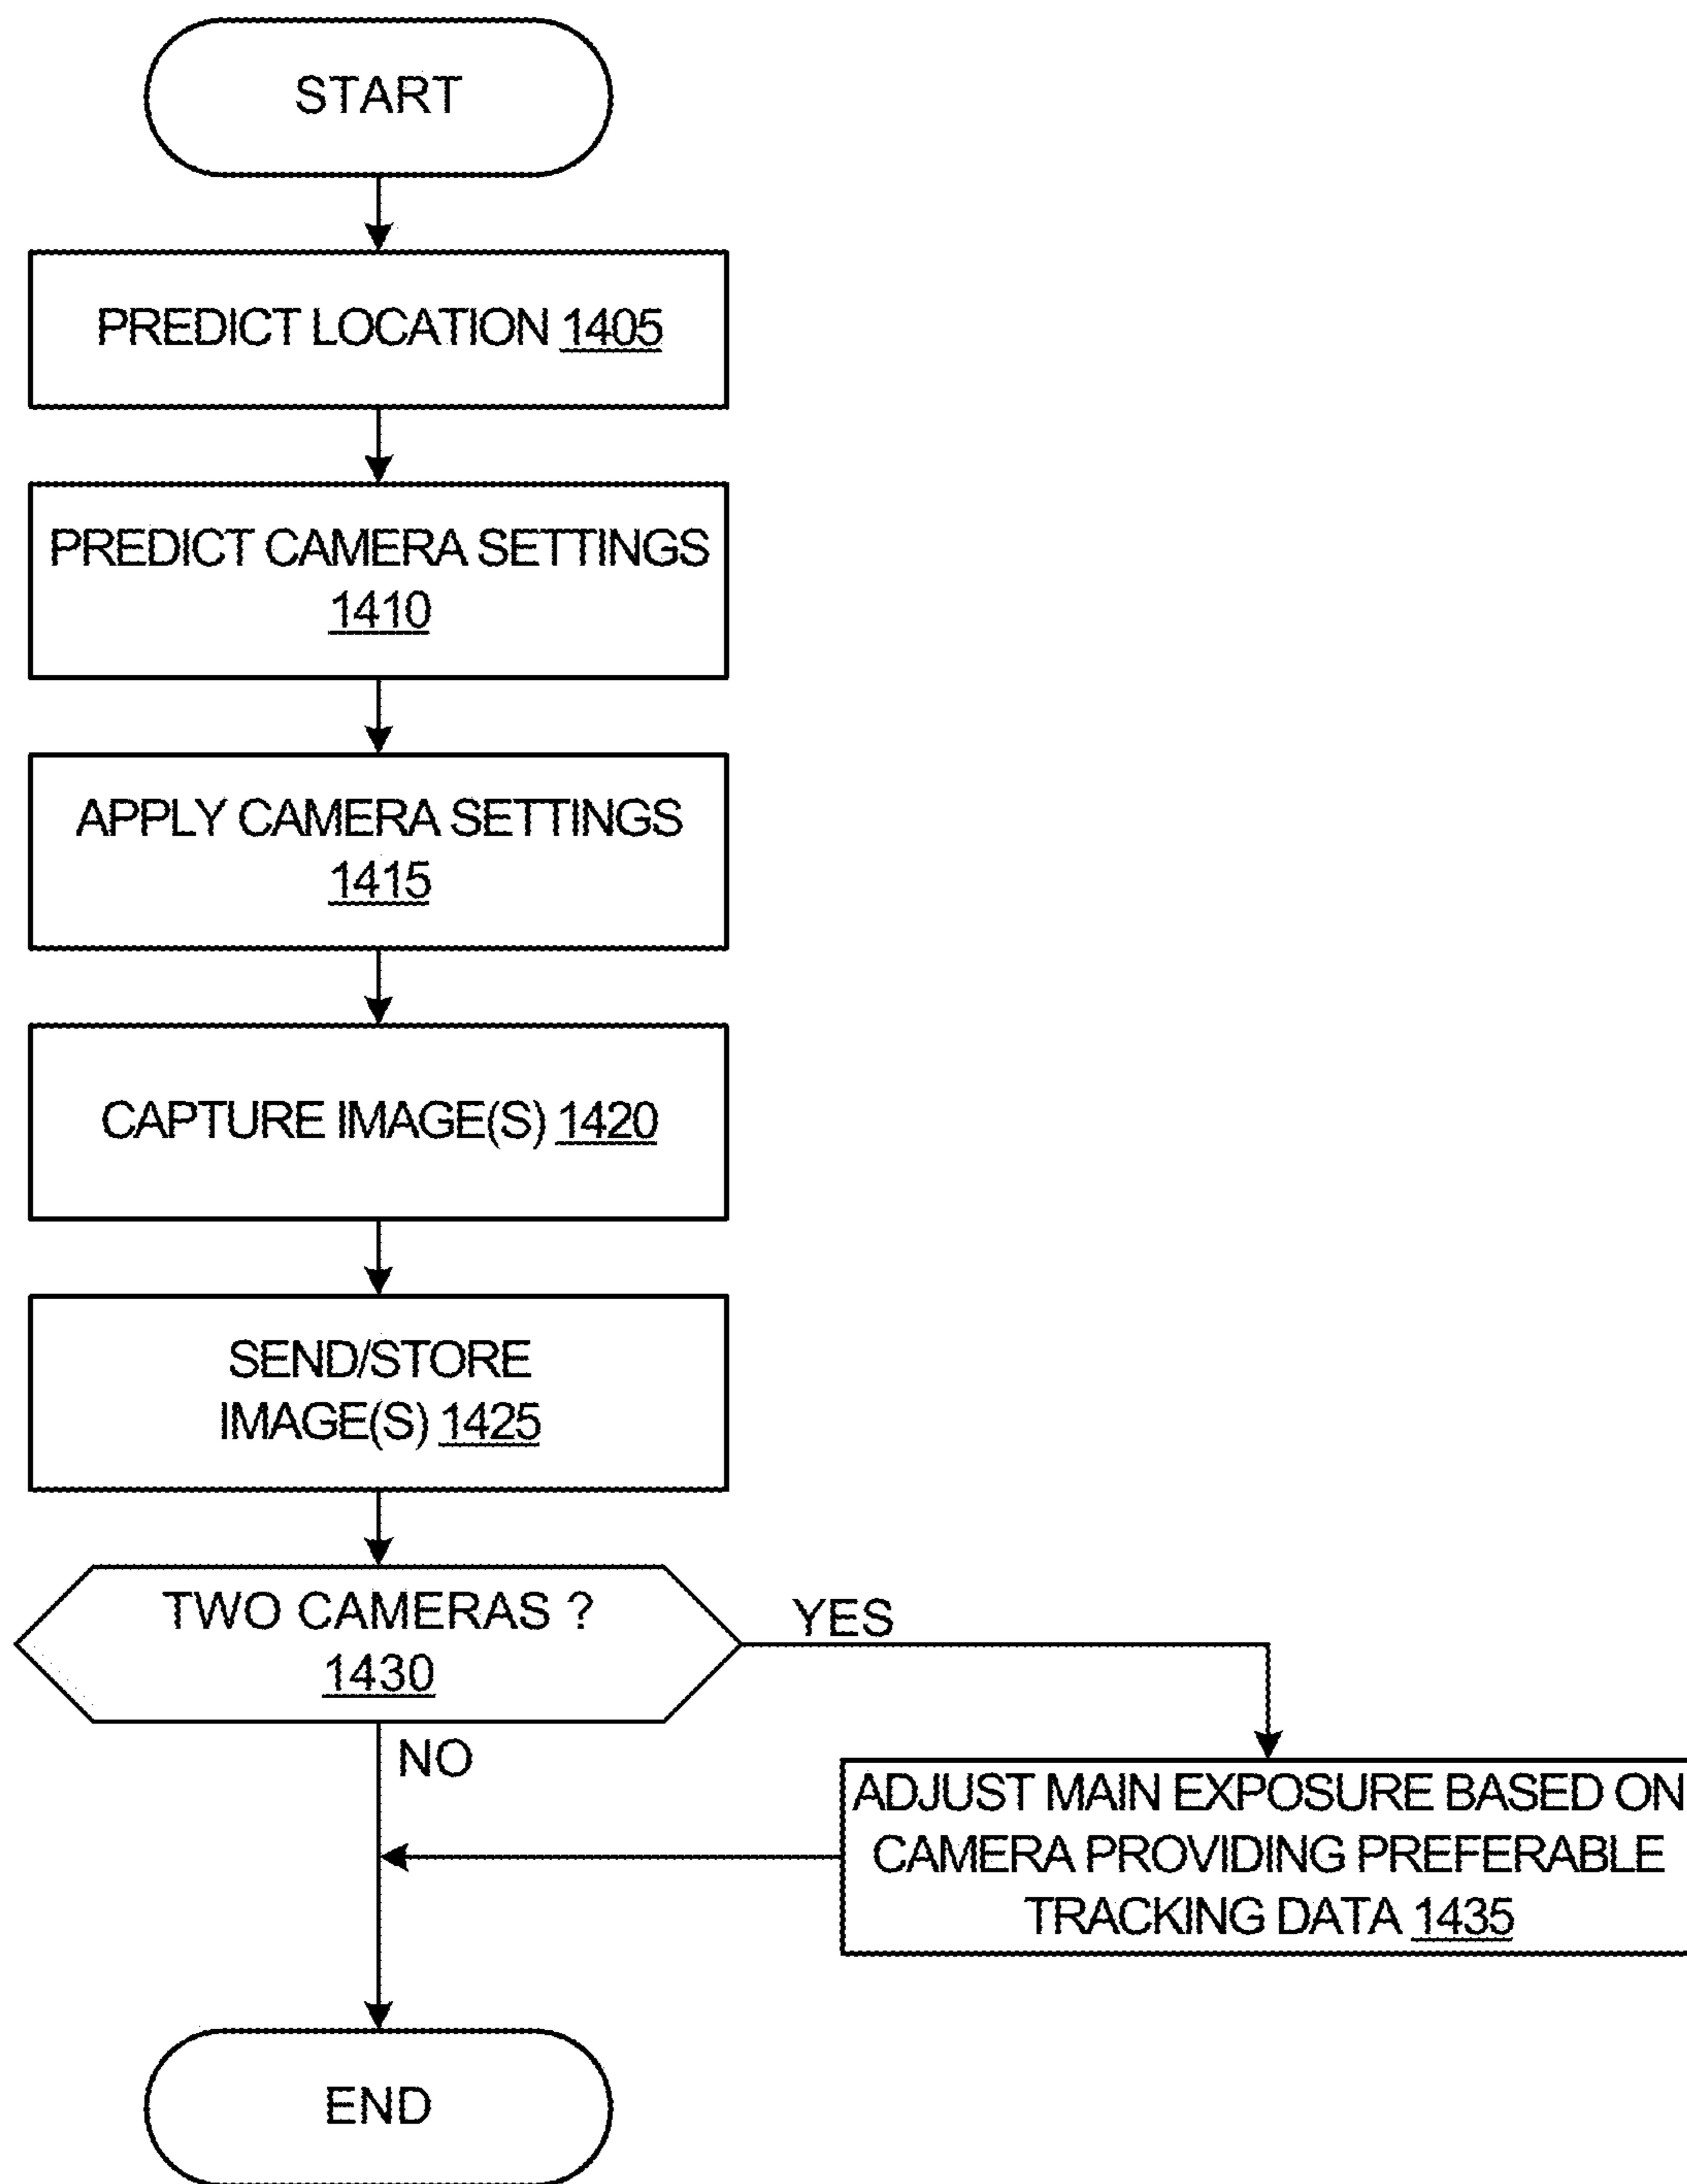 START
PREDICT LOCATION 1405
PREDICT CAMERA SETTINGS
1410
APPLY CAMERA SETTINGS
1415
CAPTURE IMAGE(S) 1420
SEND/STORE
IMAGE(S) 1425
TWO CAMERAS ?
1430
YES
NO
ADJUST MAIN EXPOSURE BASED ON
CAMERA PROVIDING PREFERABLE
TRACKING DATA 1435
END